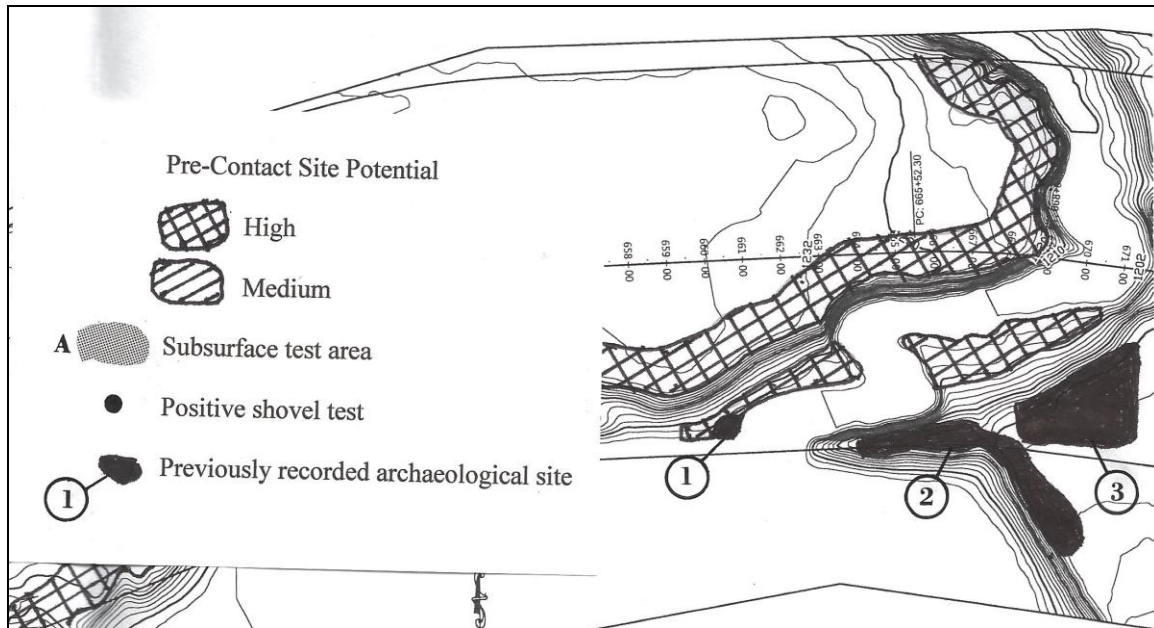 Pre-Contact Site Potential
High
Medium
A
Subsurface test area
Positive shovel test
1
Previously recorded archaeological site
PC: 665+52.30
658+00
659+00
660+00
661+00
662+00
663+00
1232
670+00
671+00
1202
1
2
3